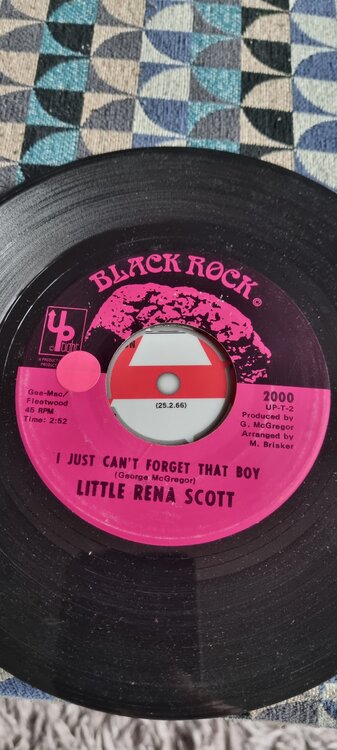 BLACK ROCK
©
UP
right
Gee-Mac/
Fleetwood
45 RPM
Time: 2:52
(25.2.66)
2000
UP-T-2
Produced by
G. McGregor
Arranged by
M. Brisker
I JUST CAN'T FORGET THAT BOY
(George McGregor)
LITTLE RENA SCOTT